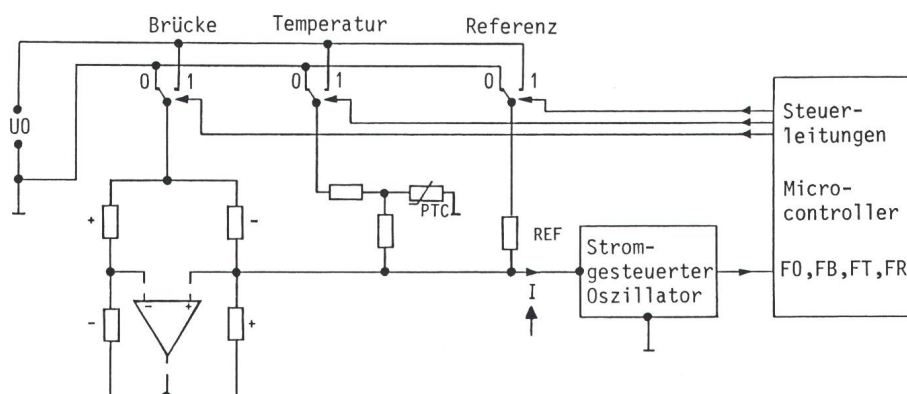 Brücke
Temperatur
Referenz
0
1
0
1
0
1
U0
Steuer-
leitungen
Micro-
controller
PTC
REF
Strom-
gesteuerter
Oszillator
I
F0,FB,FT,FR
+
-
-
+
-
+